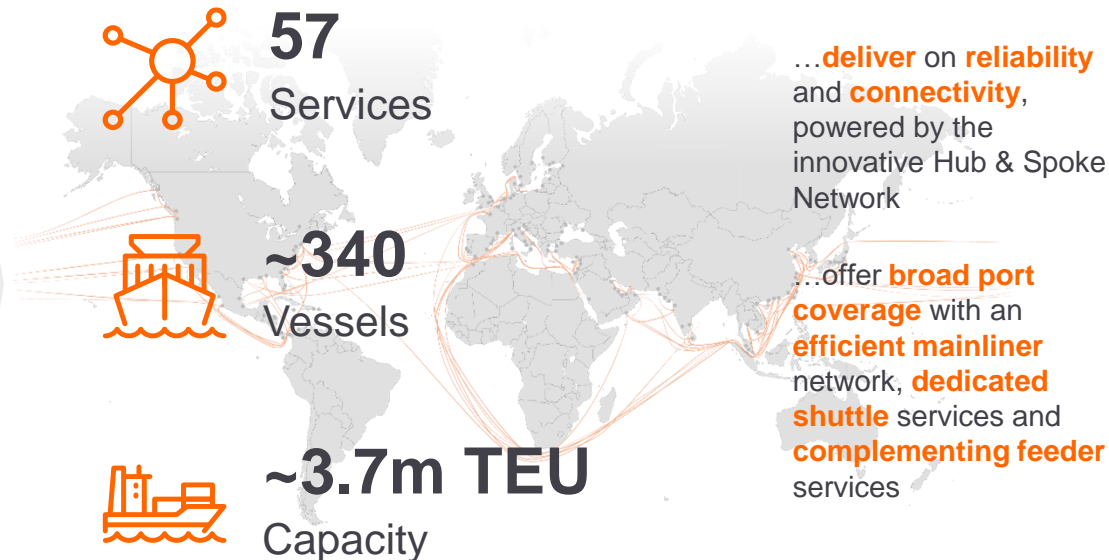 57
Services
~340
Vessels
~3.7m TEU
Capacity
…deliver on reliability
and connectivity,
powered by the
innovative Hub & Spoke
Network
…offer broad port
coverage with an
efficient mainliner
network, dedicated
shuttle services and
complementing feeder
services